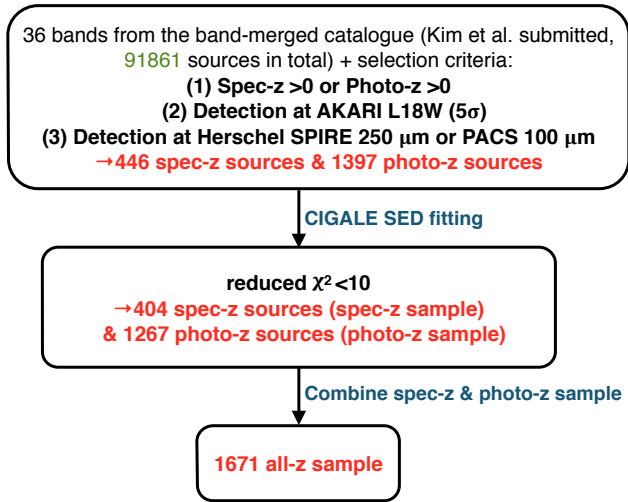 36 bands from the band-merged catalogue (Kim et al. submitted,
91861 sources in total) + selection criteria:
(1) Spec-z >0 or Photo-z >0
(2) Detection at AKARI L18W (5σ)
(3) Detection at Herschel SPIRE 250 μm or PACS 100 μm
→446 spec-z sources & 1397 photo-z sources
CIGALE SED fitting
reduced χ² <10
→404 spec-z sources (spec-z sample)
& 1267 photo-z sources (photo-z sample)
Combine spec-z & photo-z sample
1671 all-z sample